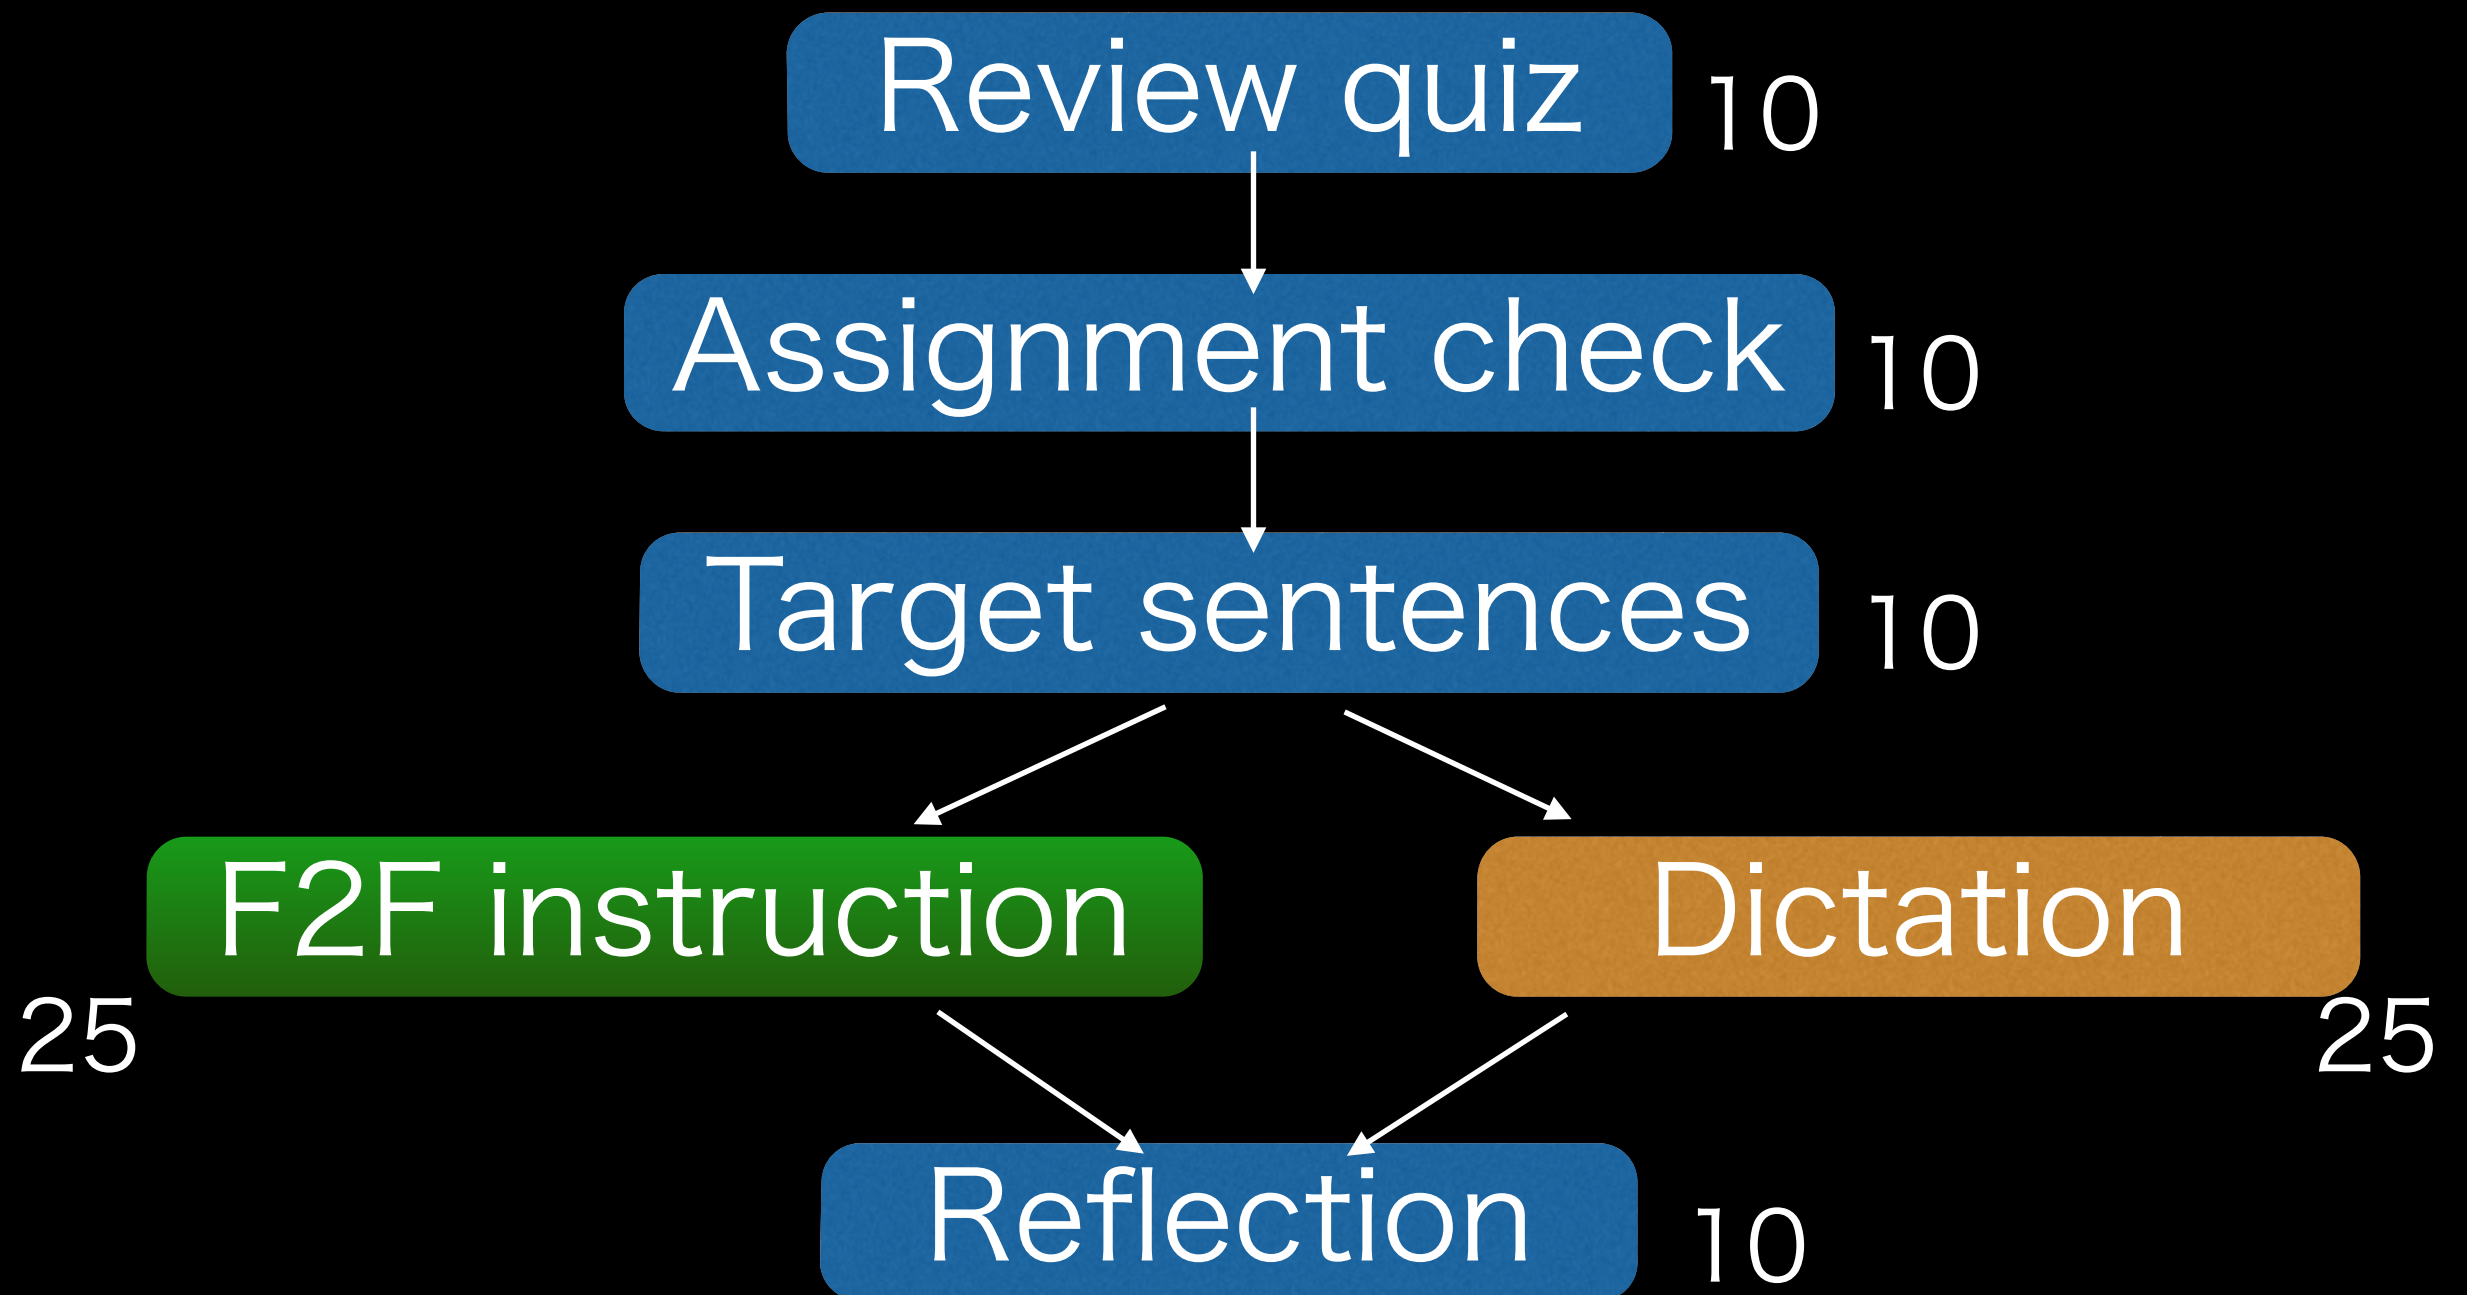 Review quiz 10
Assignment check 10
Target sentences 10
F2F instruction
Dictation
25
25
Reflection 10